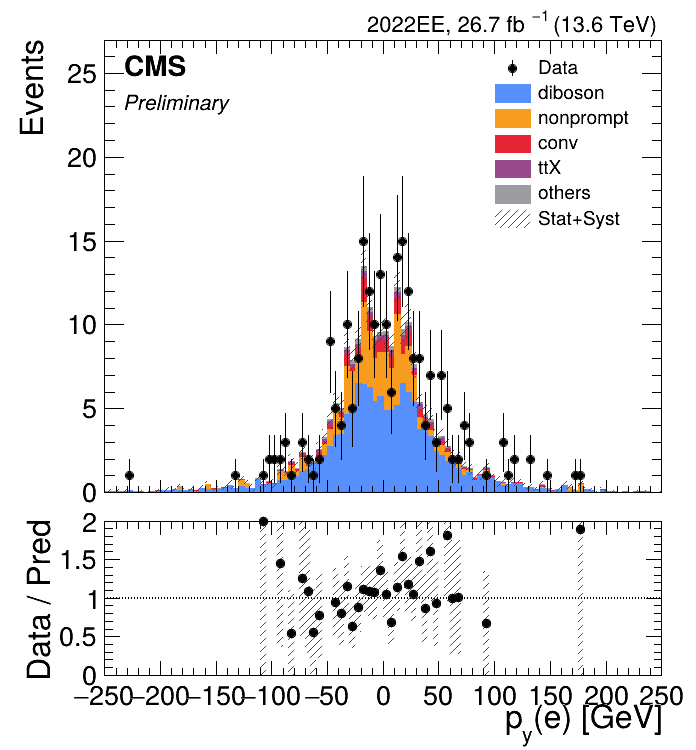 2022EE, 26.7 fb ⁻¹ (13.6 TeV)
CMS
Preliminary
Data
diboson
nonprompt
conv
ttX
others
Stat+Syst
Events
25
20
15
10
5
0
Data / Pred
2
1.5
1
0.5
0
−250 −200 −150 −100 −50 0 50 100 150 200 250
p_y(e) [GeV]